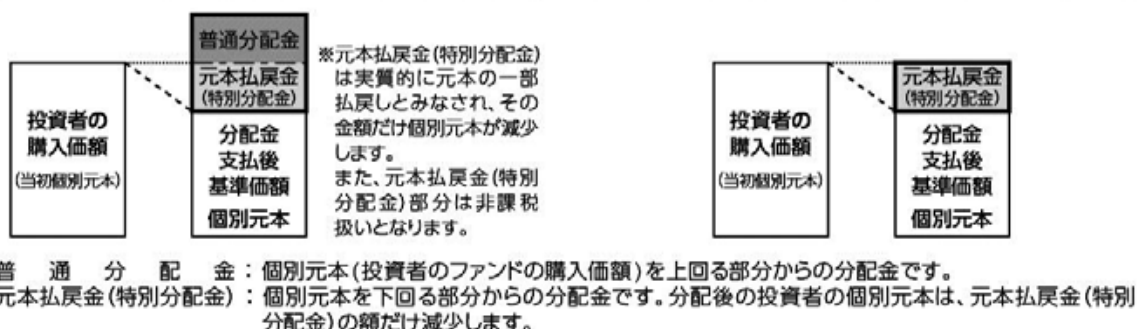 投資者の
購入価額
(当初個別元本)
普通分配金
元本払戻金
(特別分配金)
分配金
支払後
基準価額
個別元本
※元本払戻金(特別分配金)
は実質的に元本の一部
払戻しとみなされ、その
金額だけ個別元本が減少
します。
また、元本払戻金(特別
分配金)部分は非課税
扱いとなります。
投資者の
購入価額
(当初個別元本)
元本払戻金
(特別分配金)
分配金
支払後
基準価額
個別元本
普通分配金：個別元本(投資者のファンドの購入価額)を上回る部分からの分配金です。
元本払戻金(特別分配金)：個別元本を下回る部分からの分配金です。分配後の投資者の個別元本は、元本払戻金(特別
分配金)の額だけ減少します。